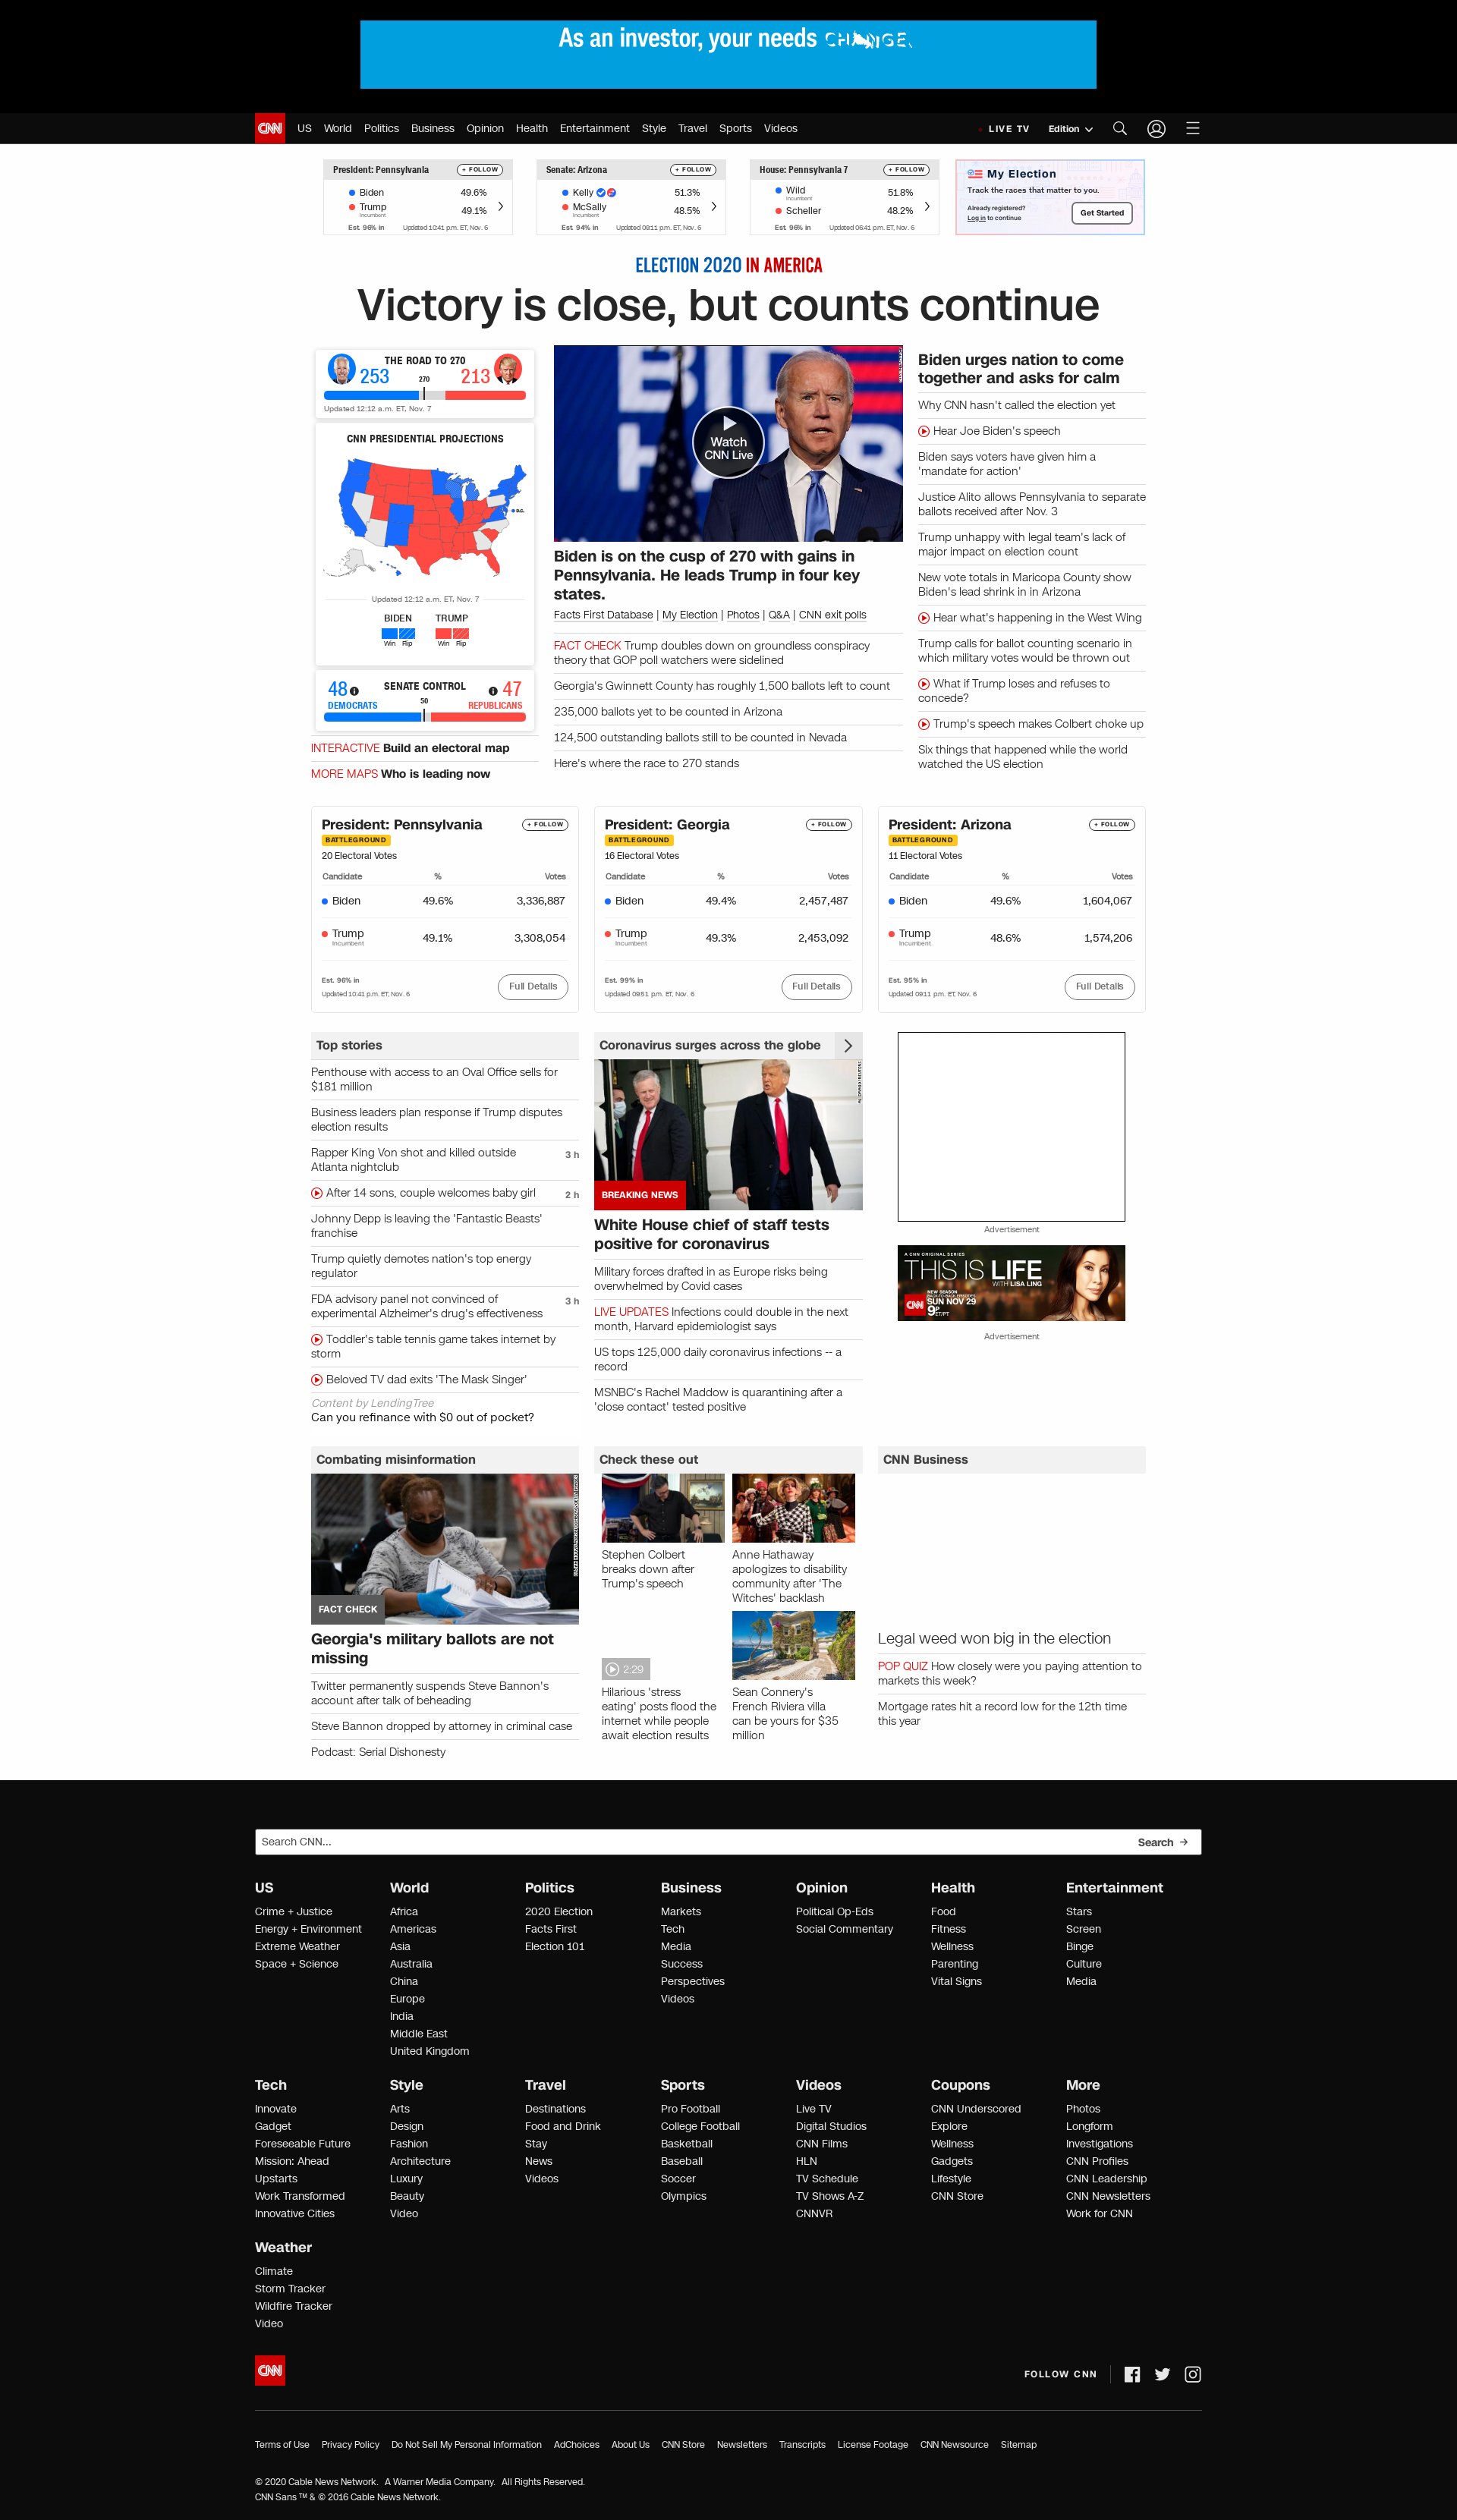 As an investor, your needs CHANGE.
CNN US World Politics Business Opinion Health Entertainment Style Travel Sports Videos LIVE TV Edition
President: Pennsylvania + FOLLOW
Biden 49.6%
Trump 49.1%
Incumbent
Est. 96% in Updated 10:41 p.m. ET, Nov. 6
Senate: Arizona + FOLLOW
Kelly 51.3%
McSally 48.5%
Incumbent
Est. 94% in Updated 09:11 p.m. ET, Nov. 6
House: Pennsylvania 7 + FOLLOW
Wild 51.8%
Incumbent
Scheller 48.2%
Est. 96% in Updated 06:41 p.m. ET, Nov. 6
My Election
Track the races that matter to you.
Already registered?
Log in to continue
Get Started
ELECTION 2020 IN AMERICA
Victory is close, but counts continue
THE ROAD TO 270
253 270 213
Updated 12:12 a.m. ET, Nov. 7
CNN PRESIDENTIAL PROJECTIONS
D.C.
Updated 12:12 a.m. ET, Nov. 7
BIDEN TRUMP
Win Flip Win Flip
48 SENATE CONTROL 47
DEMOCRATS 50 REPUBLICANS
INTERACTIVE Build an electoral map
MORE MAPS Who is leading now
Watch
CNN Live
Biden is on the cusp of 270 with gains in
Pennsylvania. He leads Trump in four key
states.
Facts First Database | My Election | Photos | Q&A | CNN exit polls
FACT CHECK Trump doubles down on groundless conspiracy
theory that GOP poll watchers were sidelined
Georgia's Gwinnett County has roughly 1,500 ballots left to count
235,000 ballots yet to be counted in Arizona
124,500 outstanding ballots still to be counted in Nevada
Here's where the race to 270 stands
Biden urges nation to come
together and asks for calm
Why CNN hasn't called the election yet
Hear Joe Biden's speech
Biden says voters have given him a
'mandate for action'
Justice Alito allows Pennsylvania to separate
ballots received after Nov. 3
Trump unhappy with legal team's lack of
major impact on election count
New vote totals in Maricopa County show
Biden's lead shrink in in Arizona
Hear what's happening in the West Wing
Trump calls for ballot counting scenario in
which military votes would be thrown out
What if Trump loses and refuses to
concede?
Trump's speech makes Colbert choke up
Six things that happened while the world
watched the US election
President: Pennsylvania + FOLLOW
BATTLEGROUND
20 Electoral Votes
Candidate % Votes
Biden 49.6% 3,336,887
Trump 49.1% 3,308,054
Incumbent
Est. 96% in
Updated 10:41 p.m. ET, Nov. 6
Full Details
President: Georgia + FOLLOW
BATTLEGROUND
16 Electoral Votes
Candidate % Votes
Biden 49.4% 2,457,487
Trump 49.3% 2,453,092
Incumbent
Est. 99% in
Updated 09:51 p.m. ET, Nov. 6
Full Details
President: Arizona + FOLLOW
BATTLEGROUND
11 Electoral Votes
Candidate % Votes
Biden 49.6% 1,604,067
Trump 48.6% 1,574,206
Incumbent
Est. 95% in
Updated 09:11 p.m. ET, Nov. 6
Full Details
Top stories
Penthouse with access to an Oval Office sells for
$181 million
Business leaders plan response if Trump disputes
election results
Rapper King Von shot and killed outside 3 h
Atlanta nightclub
After 14 sons, couple welcomes baby girl 2 h
Johnny Depp is leaving the 'Fantastic Beasts'
franchise
Trump quietly demotes nation's top energy
regulator
FDA advisory panel not convinced of 3 h
experimental Alzheimer's drug's effectiveness
Toddler's table tennis game takes internet by
storm
Beloved TV dad exits 'The Mask Singer'
Content by LendingTree
Can you refinance with $0 out of pocket?
Coronavirus surges across the globe
BREAKING NEWS
White House chief of staff tests
positive for coronavirus
Military forces drafted in as Europe risks being
overwhelmed by Covid cases
LIVE UPDATES Infections could double in the next
month, Harvard epidemiologist says
US tops 125,000 daily coronavirus infections -- a
record
MSNBC's Rachel Maddow is quarantining after a
'close contact' tested positive
Advertisement
A CNN ORIGINAL SERIES
THIS IS LIFE
WITH LISA LING
CNN NEW SEASON
BACK-TO-BACK EPISODES
SUN NOV 29
9P ET/PT
Advertisement
Combating misinformation
FACT CHECK
Georgia's military ballots are not
missing
Twitter permanently suspends Steve Bannon's
account after talk of beheading
Steve Bannon dropped by attorney in criminal case
Podcast: Serial Dishonesty
Check these out
Stephen Colbert
breaks down after
Trump's speech
Anne Hathaway
apologizes to disability
community after 'The
Witches' backlash
2:29
Hilarious 'stress
eating' posts flood the
internet while people
await election results
Sean Connery's
French Riviera villa
can be yours for $35
million
CNN Business
Legal weed won big in the election
POP QUIZ How closely were you paying attention to
markets this week?
Mortgage rates hit a record low for the 12th time
this year
Search CNN... Search
US
Crime + Justice
Energy + Environment
Extreme Weather
Space + Science
World
Africa
Americas
Asia
Australia
China
Europe
India
Middle East
United Kingdom
Politics
2020 Election
Facts First
Election 101
Business
Markets
Tech
Media
Success
Perspectives
Videos
Opinion
Political Op-Eds
Social Commentary
Health
Food
Fitness
Wellness
Parenting
Vital Signs
Entertainment
Stars
Screen
Binge
Culture
Media
Tech
Innovate
Gadget
Foreseeable Future
Mission: Ahead
Upstarts
Work Transformed
Innovative Cities
Style
Arts
Design
Fashion
Architecture
Luxury
Beauty
Video
Travel
Destinations
Food and Drink
Stay
News
Videos
Sports
Pro Football
College Football
Basketball
Baseball
Soccer
Olympics
Videos
Live TV
Digital Studios
CNN Films
HLN
TV Schedule
TV Shows A-Z
CNNVR
Coupons
CNN Underscored
Explore
Wellness
Gadgets
Lifestyle
CNN Store
More
Photos
Longform
Investigations
CNN Profiles
CNN Leadership
CNN Newsletters
Work for CNN
Weather
Climate
Storm Tracker
Wildfire Tracker
Video
CNN FOLLOW CNN
Terms of Use Privacy Policy Do Not Sell My Personal Information AdChoices About Us CNN Store Newsletters Transcripts License Footage CNN Newsource Sitemap
© 2020 Cable News Network. A Warner Media Company. All Rights Reserved.
CNN Sans ™ & © 2016 Cable News Network.